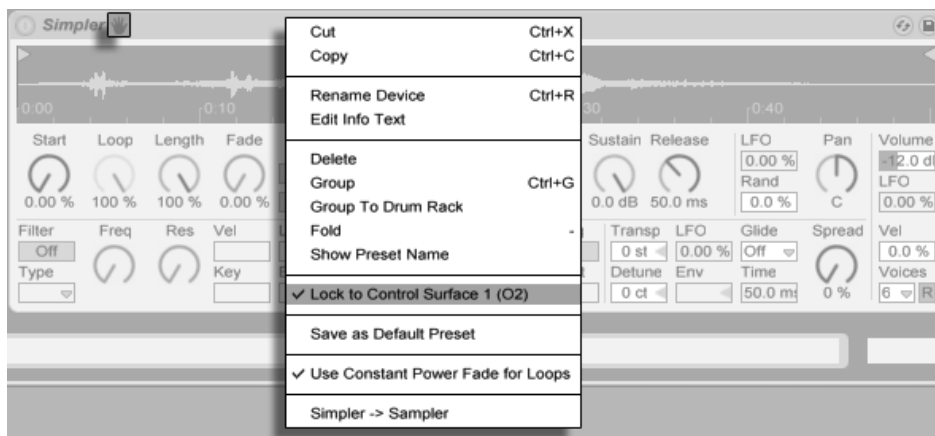 Simpler
Cut Ctrl+X
Copy Ctrl+C
Rename Device Ctrl+R
Edit Info Text
Delete
Group Ctrl+G
Group To Drum Rack
Fold -
Show Preset Name
✓ Lock to Control Surface 1 (O2)
Save as Default Preset
✓ Use Constant Power Fade for Loops
Simpler -> Sampler
0:00 0:10 30 0:40
Start Loop Length Fade Sustain Release LFO Pan Volume
0.00 % -12.0 dB
Rand LFO
0.00 % 100 % 100 % 0.00 % 0.0 dB 50.0 ms 0.0 % C 0.00 %
Filter Freq Res Vel Transp LFO Glide Spread Vel
Off 0 st 0.00 % Off 0.0 %
Type Key Detune Env Time Voices
0 ct 50.0 ms 0 % 6 R